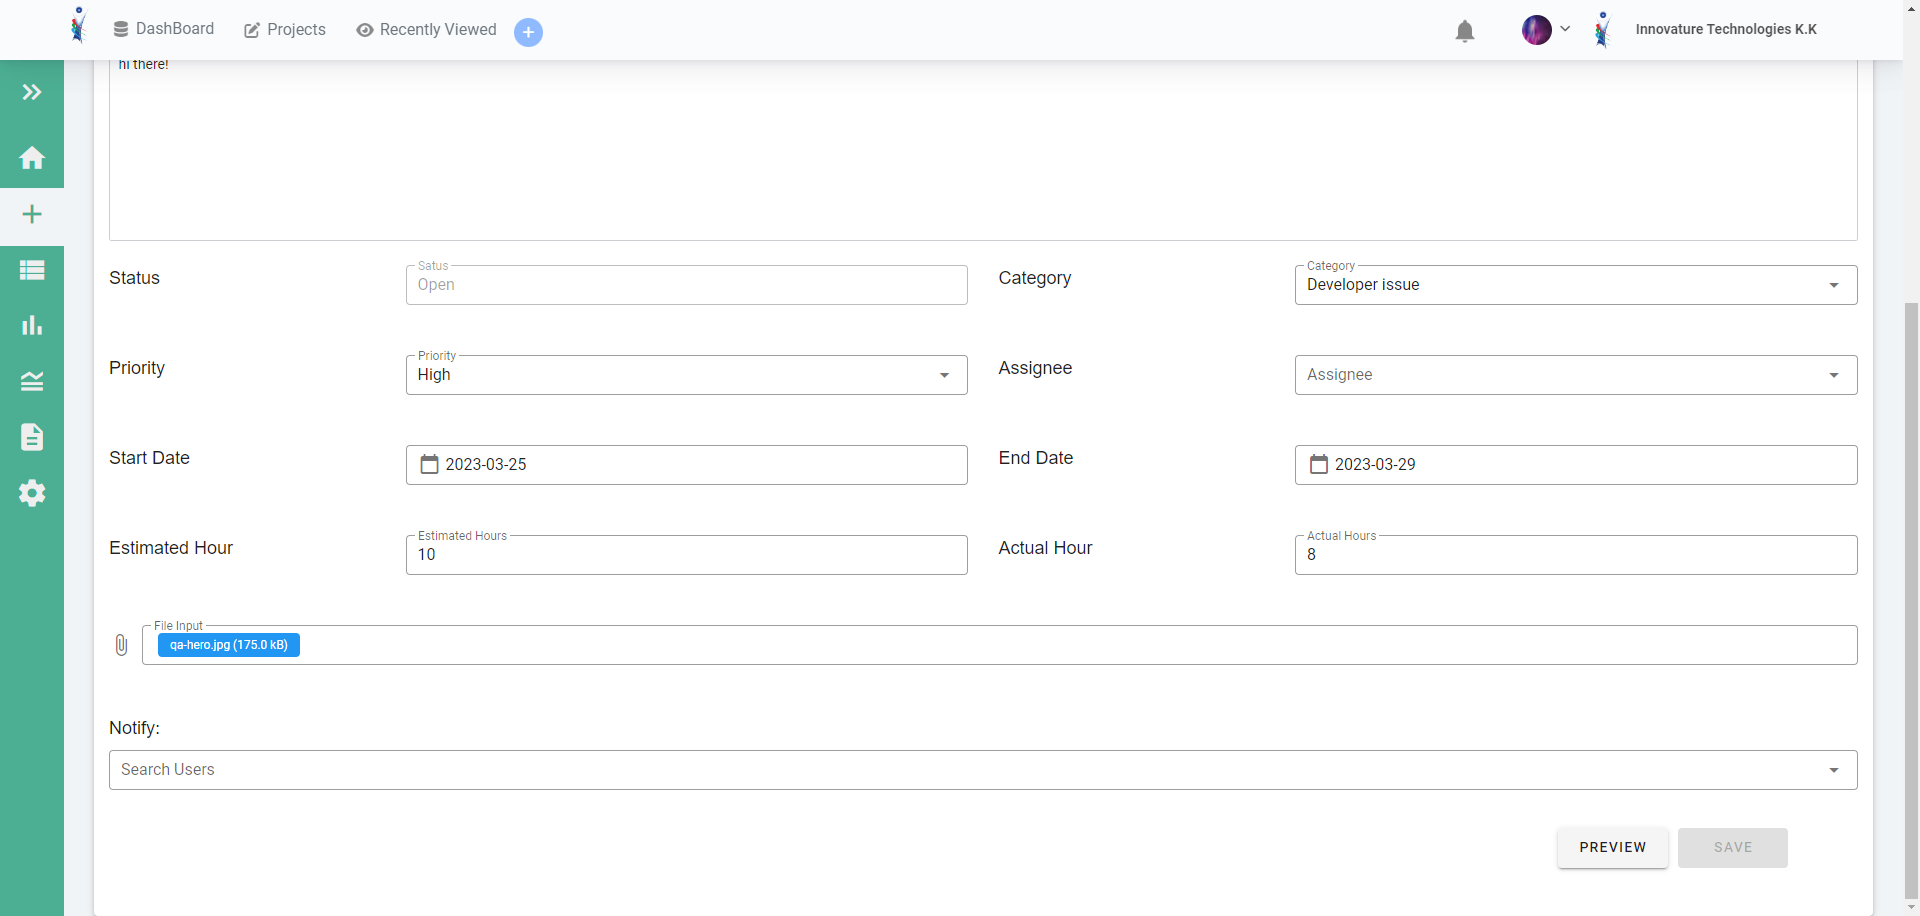 DashBoard Projects Recently Viewed Innovature Technologies K.K
hi there!
Status Satus Open Category Category Developer issue
Priority Priority High Assignee Assignee
Start Date 2023-03-25 End Date 2023-03-29
Estimated Hour Estimated Hours 10 Actual Hour Actual Hours 8
File Input
qa-hero.jpg (175.0 kB)
Notify:
Search Users
PREVIEW SAVE